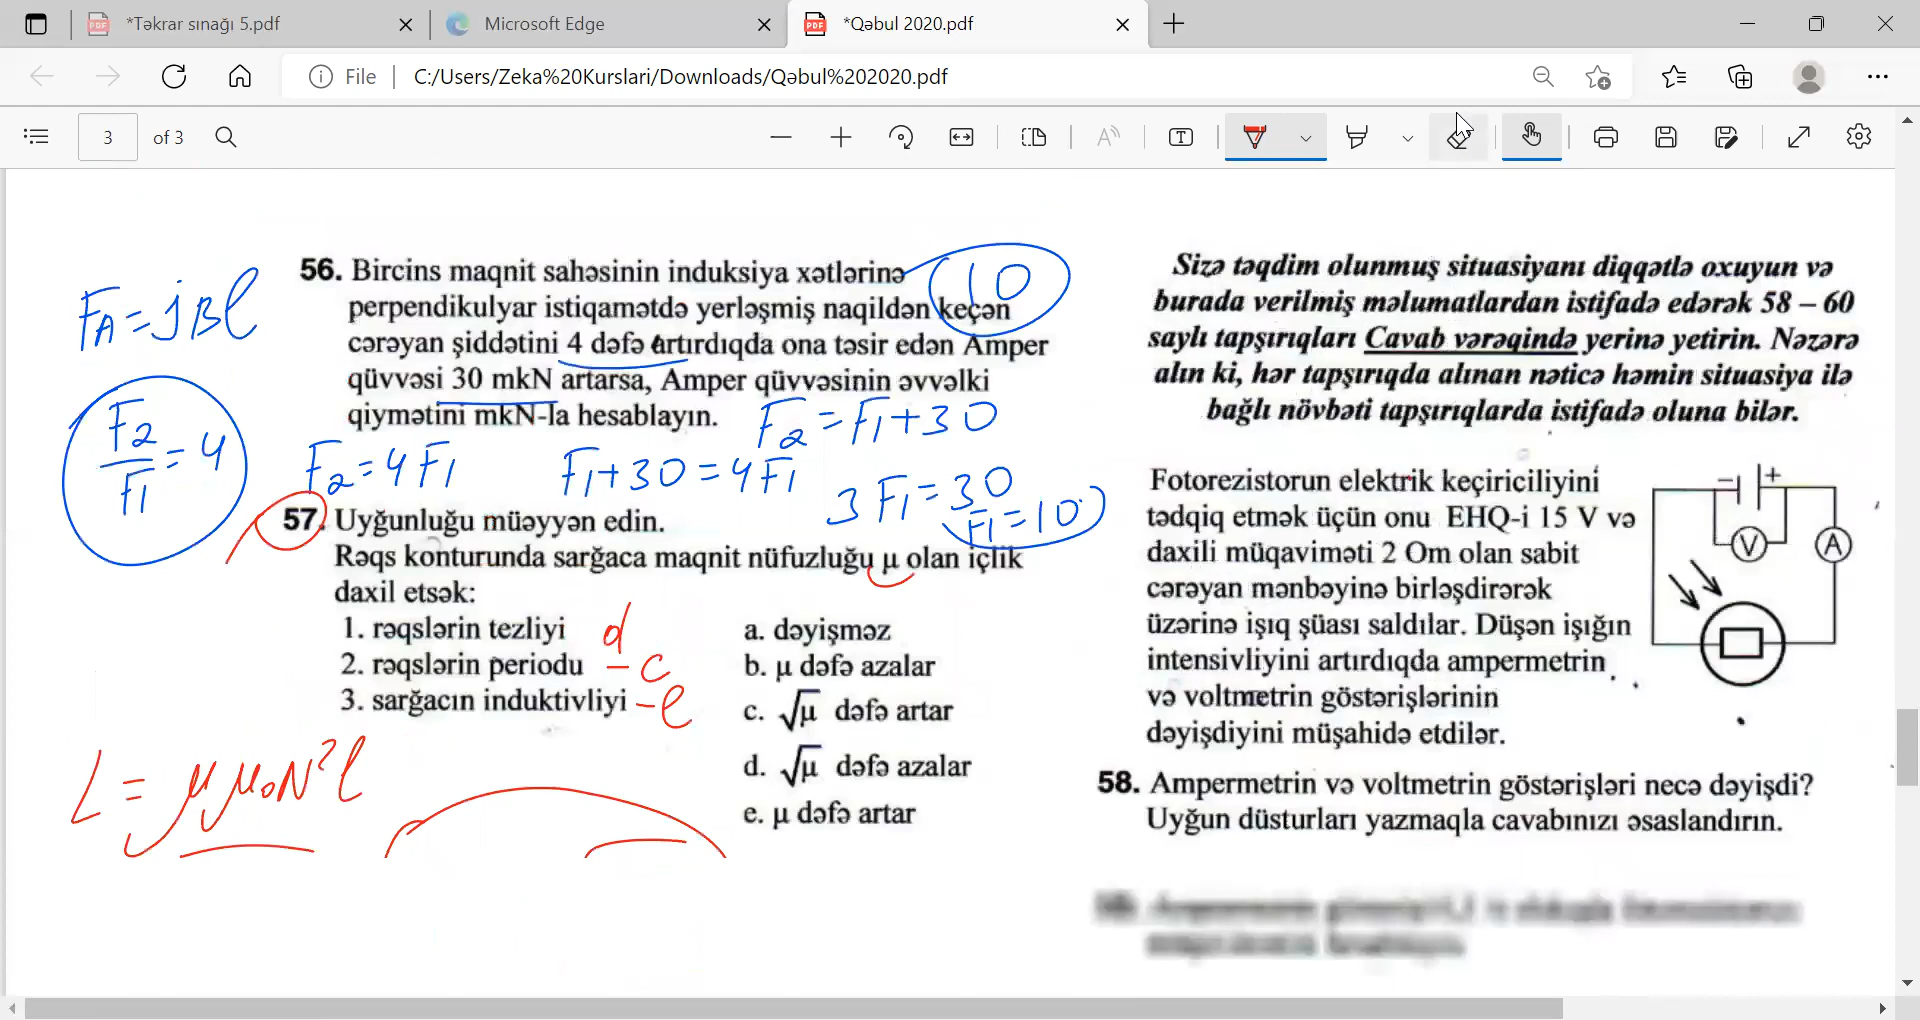 *Təkrar sınağı 5.pdf
Microsoft Edge
*Qəbul 2020.pdf
File
C:/Users/Zeka%20Kurslari/Downloads/Qəbul%202020.pdf
3 of 3
56. Bircins maqnit sahəsinin induksiya xətlərinə
perpendikulyar istiqamətdə yerləşmiş naqildən keçən
cərəyan şiddətini 4 dəfə artırdıqda ona təsir edən Amper
qüvvəsi 30 mkN artarsa, Amper qüvvəsinin əvvəlki
qiymətini mkN-la hesablayın.
10
FA = jBl
F2/F1 = 4
F2 = F1 + 30
F2 = 4F1
F1 + 30 = 4F1
3F1 = 30
F1 = 10
57. Uyğunluğu müəyyən edin.
Rəqs konturunda sarğaca maqnit nüfuzluğu μ olan içlik
daxil etsək:
1. rəqslərin tezliyi d
2. rəqslərin periodu – c
3. sarğacın induktivliyi – e
a. dəyişməz
b. μ dəfə azalar
c. √μ dəfə artar
d. √μ dəfə azalar
e. μ dəfə artar
L = μμ0N²l
Sizə təqdim olunmuş situasiyanı diqqətlə oxuyun və
burada verilmiş məlumatlardan istifadə edərək 58 – 60
saylı tapşırıqları Cavab vərəqində yerinə yetirin. Nəzərə
alın ki, hər tapşırıqda alınan nəticə həmin situasiya ilə
bağlı növbəti tapşırıqlarda istifadə oluna bilər.
Fotorezistorun elektrik keçiriciliyini
tədqiq etmək üçün onu EHQ-i 15 V və
daxili müqaviməti 2 Om olan sabit
cərəyan mənbəyinə birləşdirərək
üzərinə işıq şüası saldılar. Düşən işığın
intensivliyini artırdıqda ampermetrin
və voltmetrin göstərişlərinin
dəyişdiyini müşahidə etdilər.
– +
V
A
58. Ampermetrin və voltmetrin göstərişləri necə dəyişdi?
Uyğun düsturları yazmaqla cavabınızı əsaslandırın.